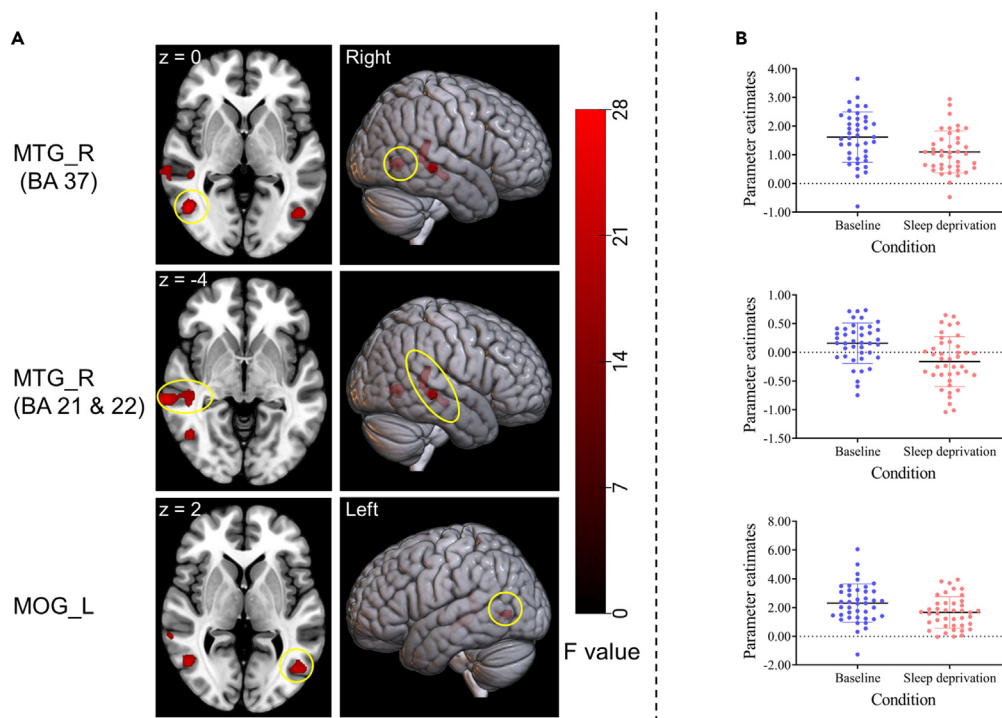 A
z = 0
Right
MTG_R
(BA 37)
z = -4
MTG_R
(BA 21 & 22)
z = 2
Left
MOG_L
28
21
14
7
0
F value
B
Parameter eatimates
4.00
3.00
2.00
1.00
0.00
-1.00
Baseline
Sleep deprivation
Condition
Parameter eatimates
1.00
0.50
0.00
-0.50
-1.00
-1.50
Baseline
Sleep deprivation
Condition
Parameter eatimates
8.00
6.00
4.00
2.00
0.00
-2.00
Baseline
Sleep deprivation
Condition